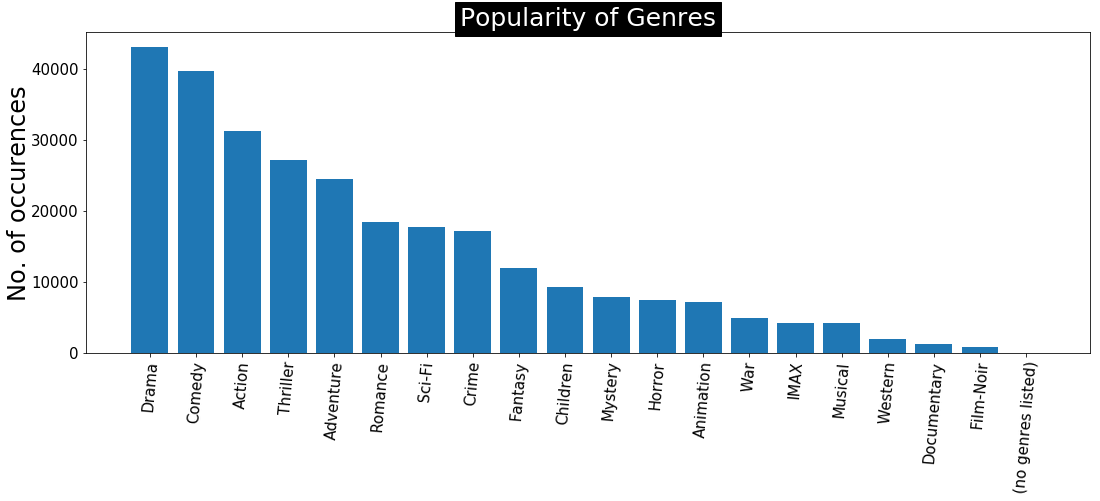 Popularity of Genres
No. of occurences
40000
30000
20000
10000
0
Drama
Comedy
Action
Thriller
Adventure
Romance
Sci-Fi
Crime
Fantasy
Children
Mystery
Horror
Animation
War
IMAX
Musical
Western
Documentary
Film-Noir
(no genres listed)